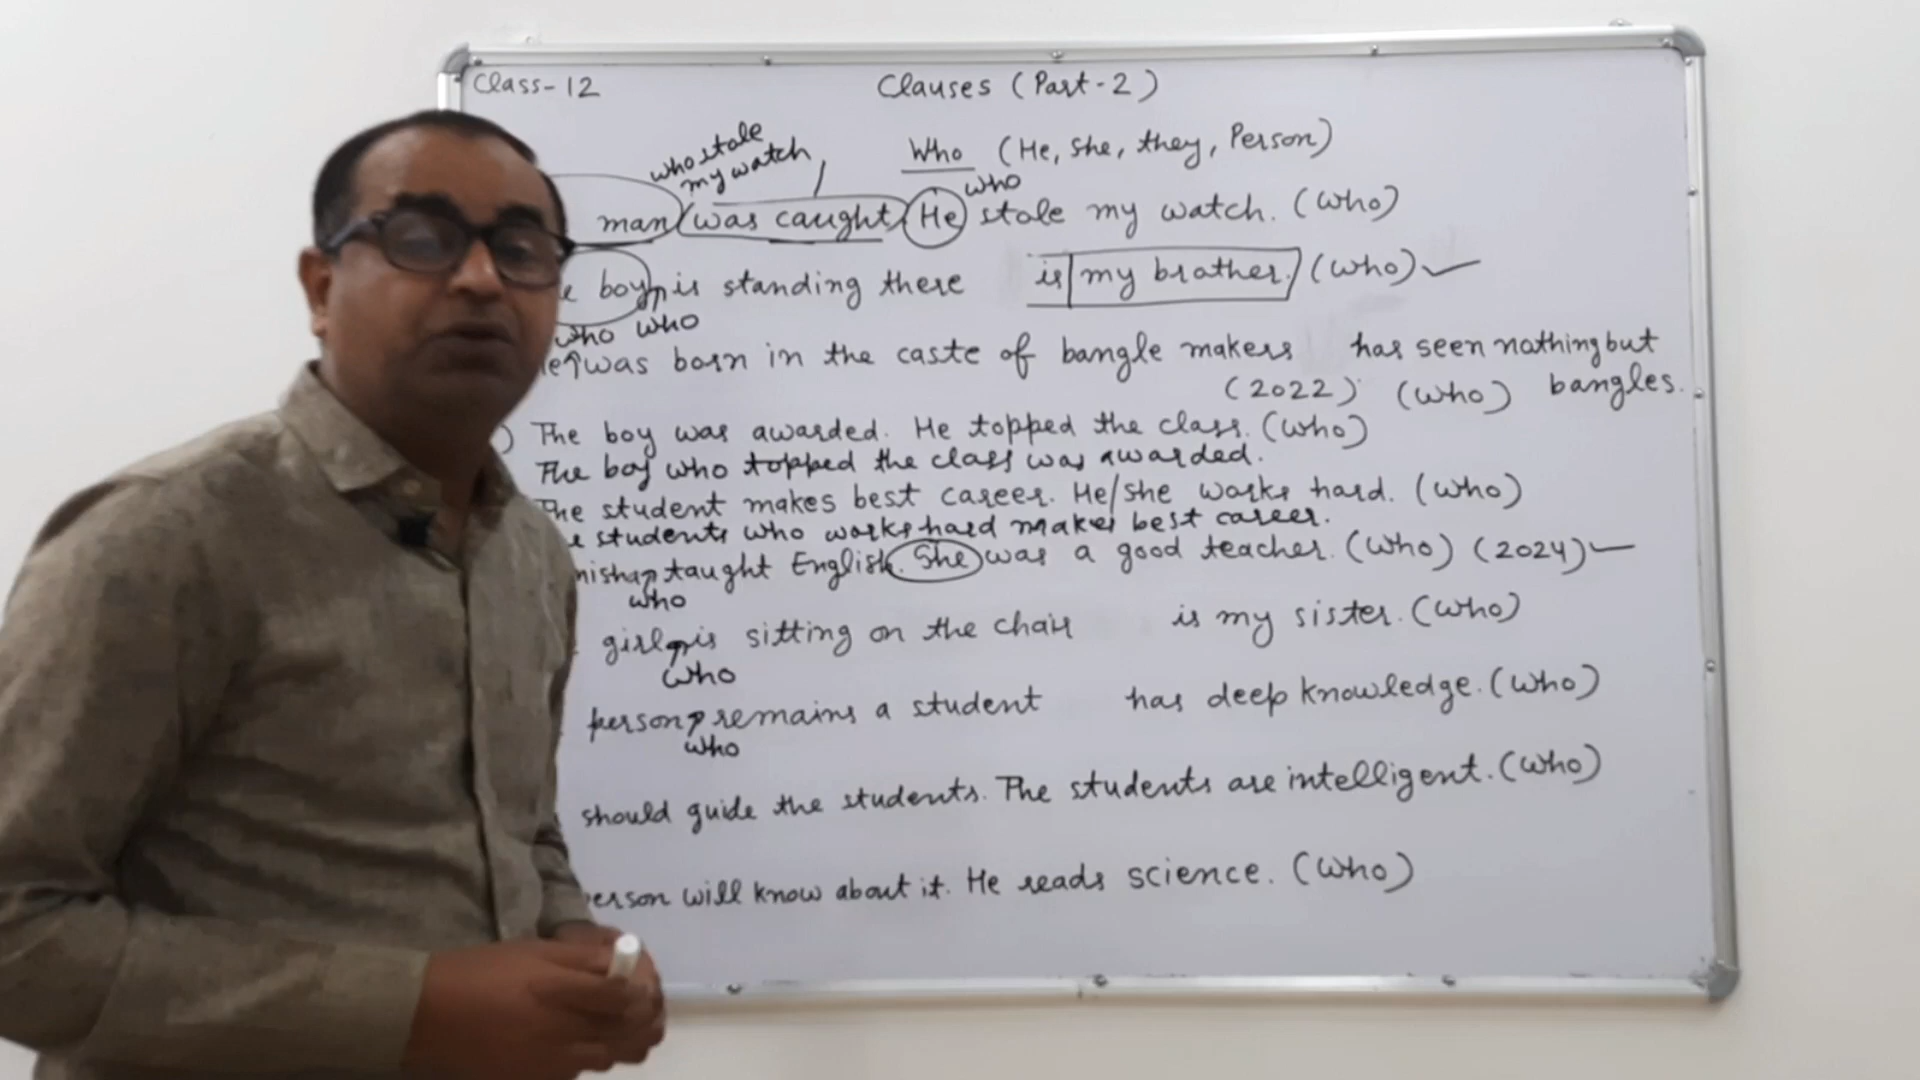 Class-12
Clauses (Part-2)
who stole
my watch
Who (He, She, they, Person)
who
man was caught. He stole my watch. (Who)
boy is standing there is my brother. (Who)
who who
was born in the caste of bangle makers has seen nothing but
(2022) (Who) bangles.
) The boy was awarded. He topped the class. (Who)
The boy who topped the class was awarded.
The student makes best career. He/she works hard. (Who)
students who works hard makes best career.
taught English. She was a good teacher. (Who) (2024)
who
girl is sitting on the chair is my sister. (Who)
who
person remains a student has deep knowledge. (Who)
who
should guide the students. The students are intelligent. (Who)
person will know about it. He reads science. (Who)